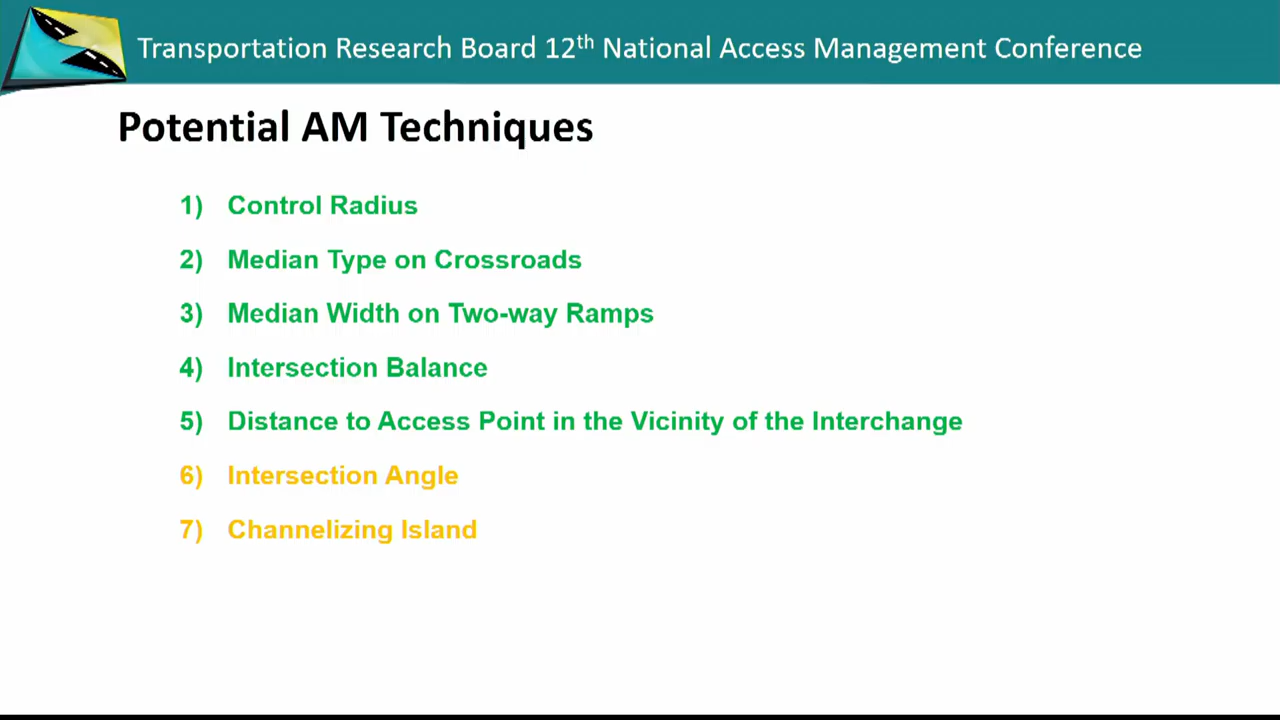 Transportation Research Board 12th National Access Management Conference
Potential AM Techniques
1) Control Radius
2) Median Type on Crossroads
3) Median Width on Two-way Ramps
4) Intersection Balance
5) Distance to Access Point in the Vicinity of the Interchange
6) Intersection Angle
7) Channelizing Island